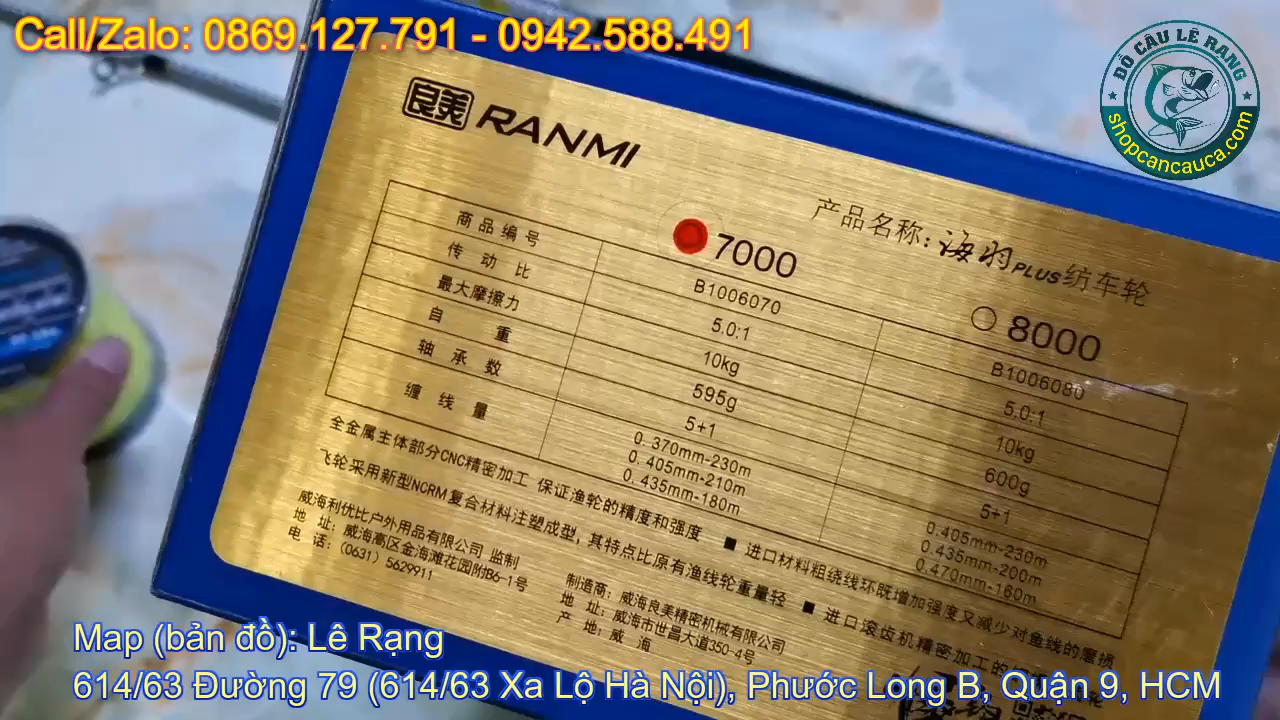 Call/Zalo: 0869.127.791 - 0942.588.491
ĐỒ CÂU LÊ RẠNG
shopcancauca.com
良美 RANMI
产品名称: 海羽PLUS纺车轮
7000
8000
商品编号 B1006070 B1006080
传动比 5.0:1 5.0:1
最大摩擦力 10kg 10kg
自重 595g 600g
轴承数 5+1 5+1
缠线量
0.370mm-230m 0.405mm-230m
0.405mm-210m 0.435mm-200m
0.435mm-180m 0.470mm-160m
全金属主体部分CNC精密加工 保证渔轮的精度和强度 ■ 进口材料粗绕线环既增加强度又减少对鱼线的磨损
飞轮采用新型NCRM复合材料注塑成型, 其特点比原有渔线轮重量轻 ■ 进口滚齿机精密加工的
威海利优比户外用品有限公司 监制
地 址: 威海高区金海滩花园附B6-1号
电 话: (0631) 5629911
制造商: 威海良美精密机械有限公司
地 址: 威海市世昌大道350-4号
产 地: 威 海
Map (bản đồ): Lê Rạng
614/63 Đường 79 (614/63 Xa Lộ Hà Nội), Phước Long B, Quận 9, HCM